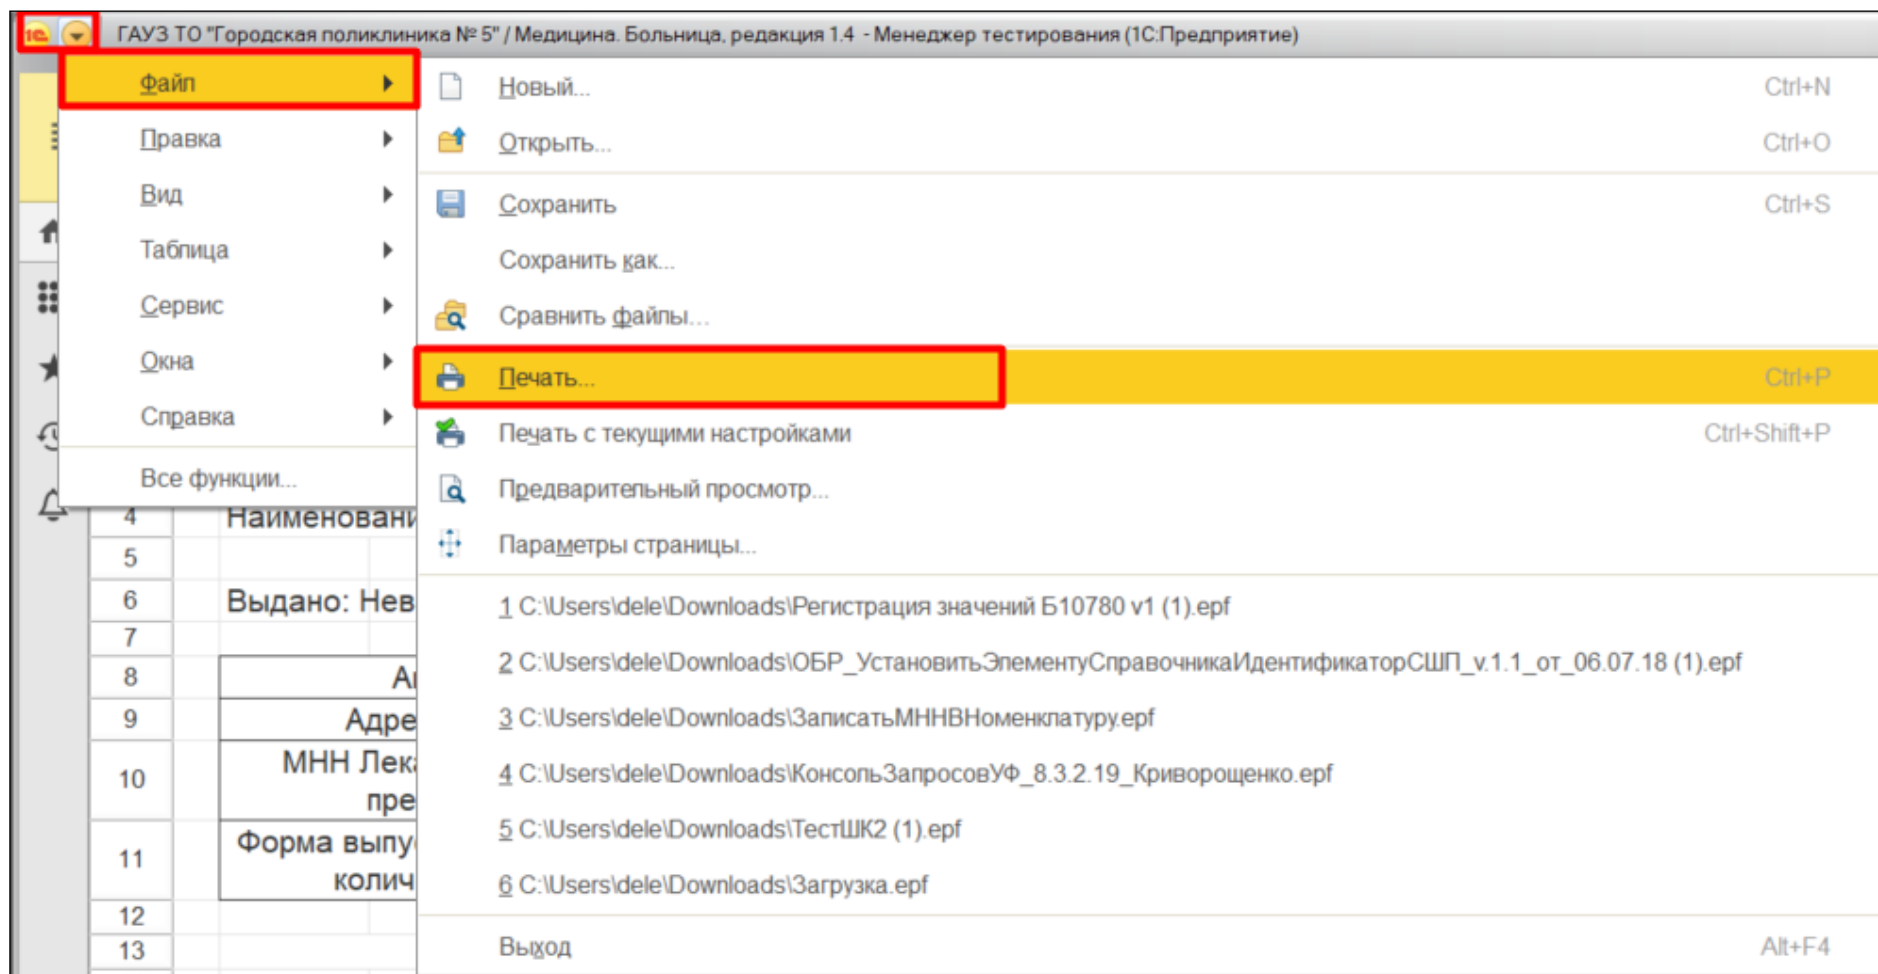 1С ГАУЗ ТО "Городская поликлиника № 5" / Медицина. Больница, редакция 1.4 - Менеджер тестирования (1С:Предприятие)
Файл
Правка
Вид
Таблица
Сервис
Окна
Справка
Все функции...
Новый... Ctrl+N
Открыть... Ctrl+O
Сохранить Ctrl+S
Сохранить как...
Сравнить файлы...
Печать... Ctrl+P
Печать с текущими настройками Ctrl+Shift+P
Предварительный просмотр...
Параметры страницы...
1 C:\Users\dele\Downloads\Регистрация значений Б10780 v1 (1).epf
2 C:\Users\dele\Downloads\ОБР_УстановитьЭлементуСправочникаИдентификаторСШП_v.1.1_от_06.07.18 (1).epf
3 C:\Users\dele\Downloads\ЗаписатьМННВНоменклатуру.epf
4 C:\Users\dele\Downloads\КонсольЗапросовУФ_8.3.2.19_Криворощенко.epf
5 C:\Users\dele\Downloads\ТестШК2 (1).epf
6 C:\Users\dele\Downloads\Загрузка.epf
Выход Alt+F4
4 Наименовани
5
6 Выдано: Нев
7
8
9 Адре
10 МНН Лека
пре
11 Форма выпу
колич
12
13